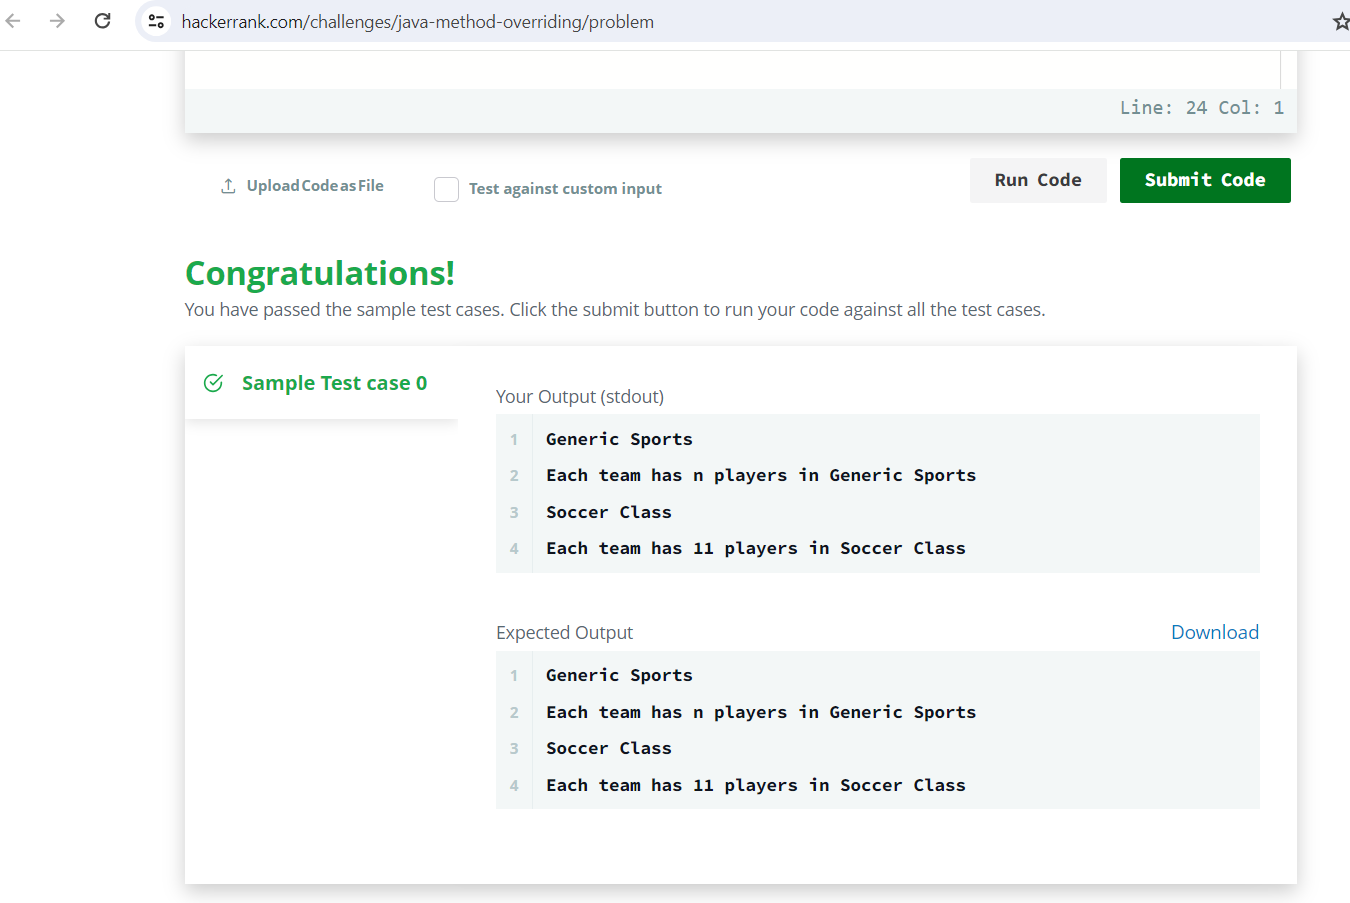 hackerrank.com/challenges/java-method-overriding/problem
Line: 24 Col: 1
Upload Code as File
Test against custom input
Run Code
Submit Code
Congratulations!
You have passed the sample test cases. Click the submit button to run your code against all the test cases.
Sample Test case 0
Your Output (stdout)
1 Generic Sports
2 Each team has n players in Generic Sports
3 Soccer Class
4 Each team has 11 players in Soccer Class
Expected Output
Download
1 Generic Sports
2 Each team has n players in Generic Sports
3 Soccer Class
4 Each team has 11 players in Soccer Class